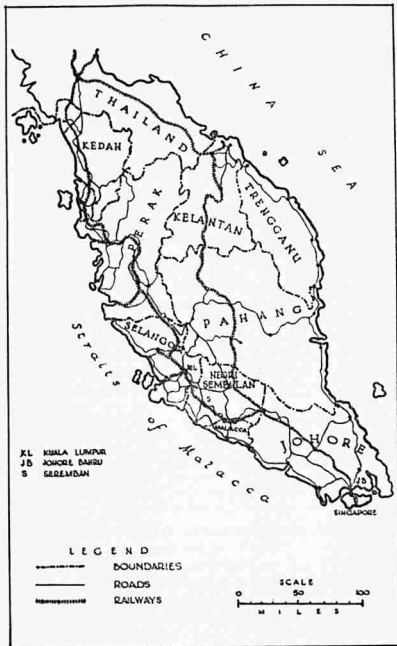 CHINA SEA
THAILAND
KEDAH
PERAK
KELANTAN
TRENGGANU
PAHANG
SELANGOR
KL
NEGRI
SEMBILAN
S
MALACCA
JOHORE
JB
SINGAPORE
Straits of Malacca
KL KUALA LUMPUR
JB JOHORE BAHRU
S SEREMBAN
LEGEND
BOUNDARIES
ROADS
RAILWAYS
SCALE
0 50 100
MILES